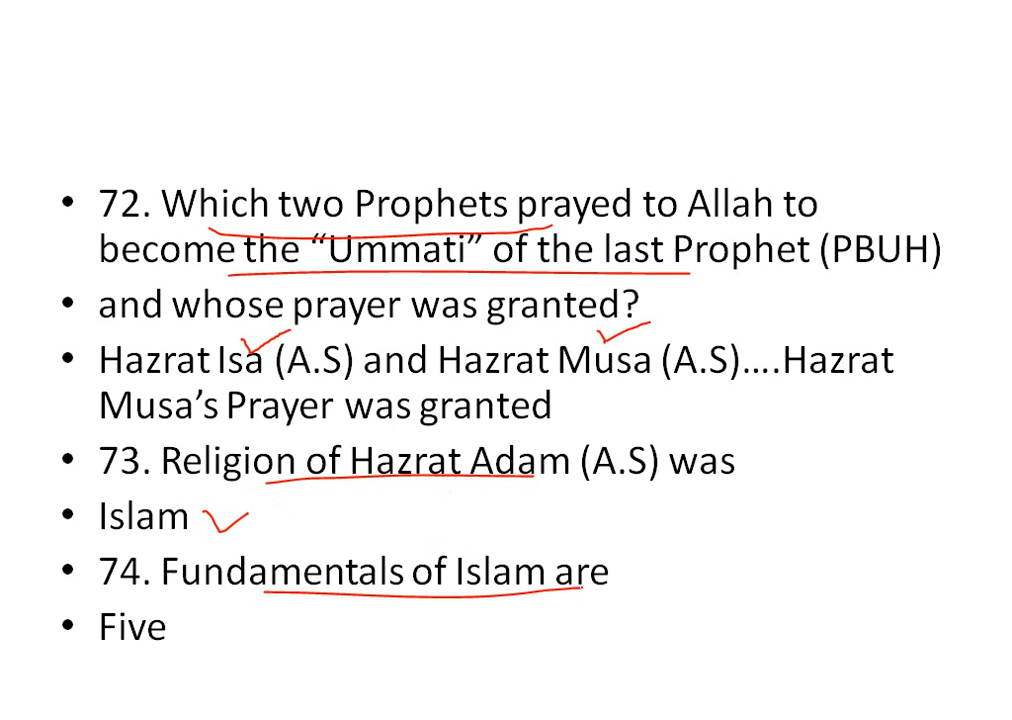 • 72. Which two Prophets prayed to Allah to
become the “Ummati” of the last Prophet (PBUH)
• and whose prayer was granted?
• Hazrat Isa (A.S) and Hazrat Musa (A.S)....Hazrat
Musa’s Prayer was granted
• 73. Religion of Hazrat Adam (A.S) was
• Islam
• 74. Fundamentals of Islam are
• Five